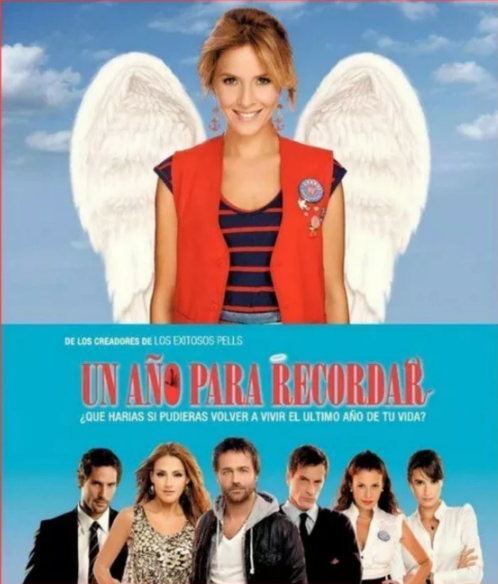 DE LOS CREADORES DE LOS EXITOSOS PELLS
UN AÑO PARA RECORDAR
¿QUE HARIAS SI PUDIERAS VOLVER A VIVIR EL ULTIMO AÑO DE TU VIDA?